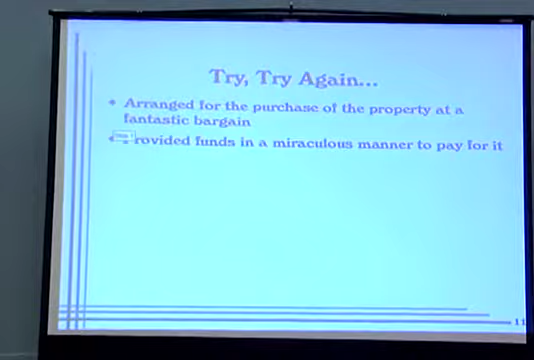 Try, Try Again...
Arranged for the purchase of the property at a
fantastic bargain
rovided funds in a miraculous manner to pay for it
11